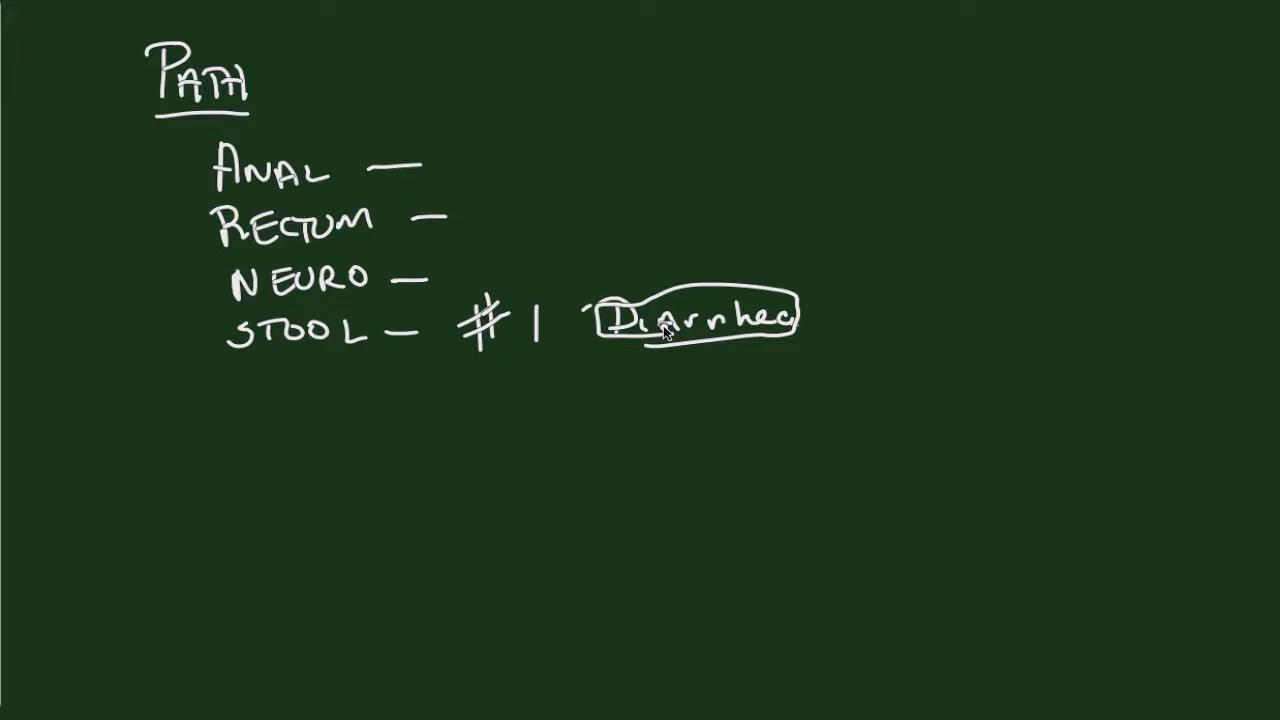 PATH
ANAL —
RECTUM —
NEURO —
STOOL — # 1 Diarrhea